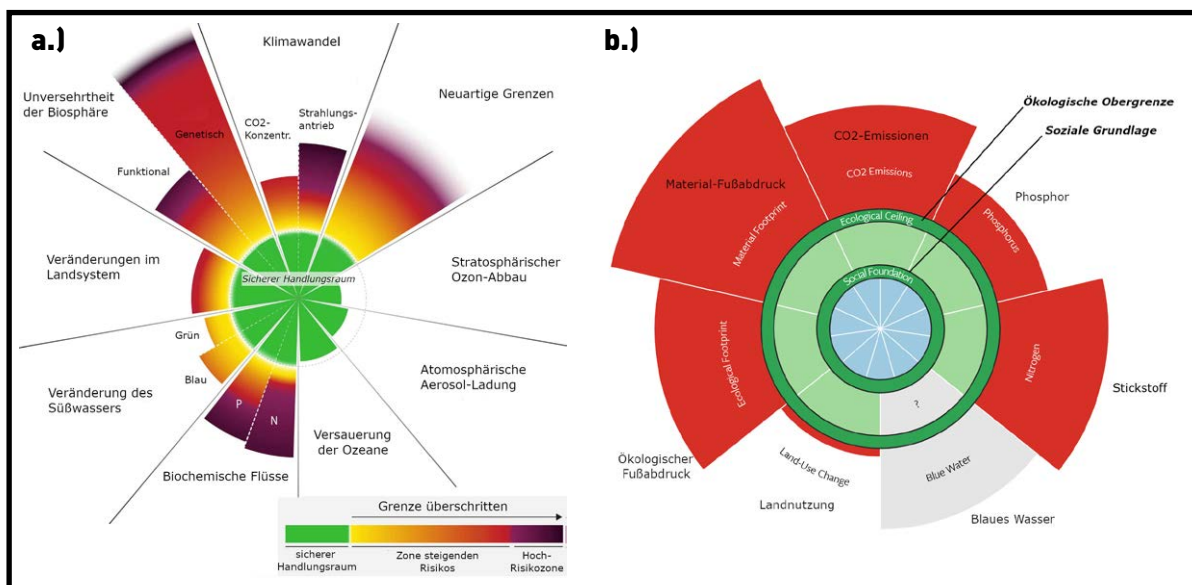 a.)
Klimawandel
Unversehrtheit
der Biosphäre
Neuartige Grenzen
Genetisch
CO2-
Konzentr.
Strahlungs-
antrieb
Funktional
Veränderungen im
Landsystem
Sicherer Handlungsraum
Stratosphärischer
Ozon-Abbau
Grün
Blau
Atomosphärische
Aerosol-Ladung
Veränderung des
Süßwassers
P
N
Versauerung
der Ozeane
Biochemische Flüsse
Grenze überschritten
sicherer
Handlungsraum
Zone steigenden
Risikos
Hoch-
Risikozone
b.)
Ökologische Obergrenze
Soziale Grundlage
CO2-Emissionen
CO2 Emissions
Material-Fußabdruck
Material Footprint
Phosphor
Phosphorus
Ecological Ceiling
Social Foundation
Ecological Footprint
Nitrogen
Stickstoff
?
Ökologischer
Fußabdruck
Land-Use Change
Landnutzung
Blue Water
Blaues Wasser